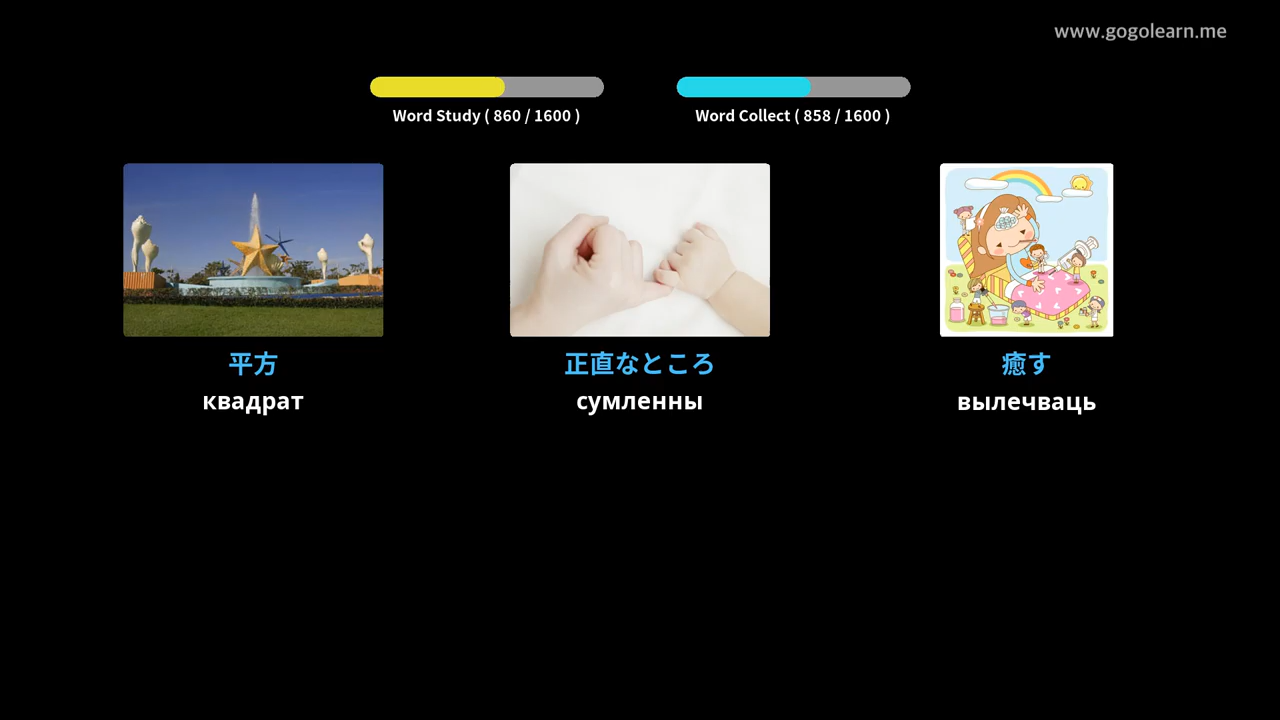 www.gogolearn.me
Word Study ( 860 / 1600 )
Word Collect ( 858 / 1600 )
平方
квадрат
正直なところ
сумленны
癒す
вылечваць